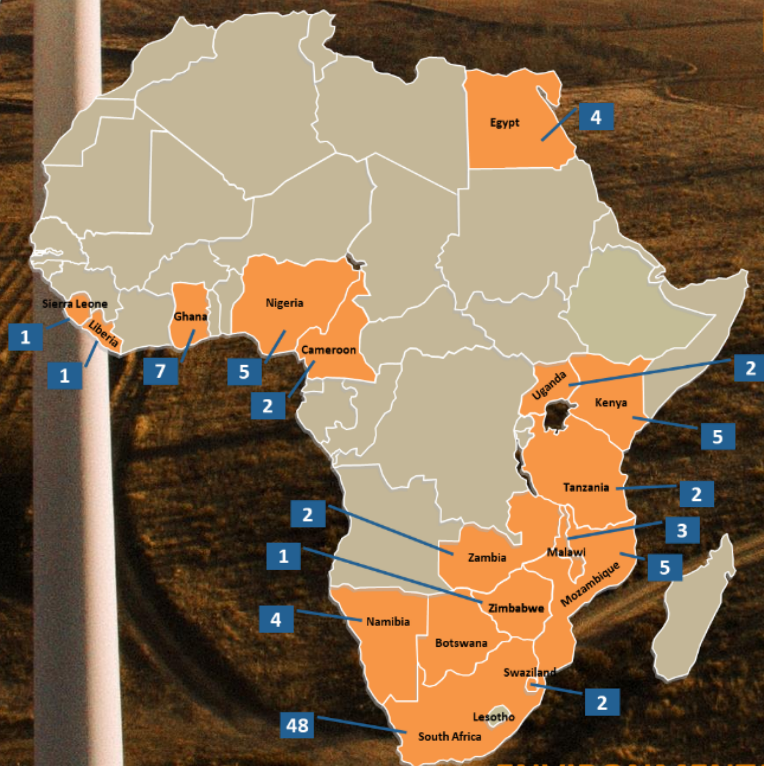 Egypt
4
Sierra Leone
1
Liberia
1
Ghana
7
Nigeria
5
Cameroon
2
Uganda
2
Kenya
5
Tanzania
2
2
Zambia
Malawi
3
Mozambique
5
1
Zimbabwe
4
Namibia
Botswana
Swaziland
2
Lesotho
48
South Africa